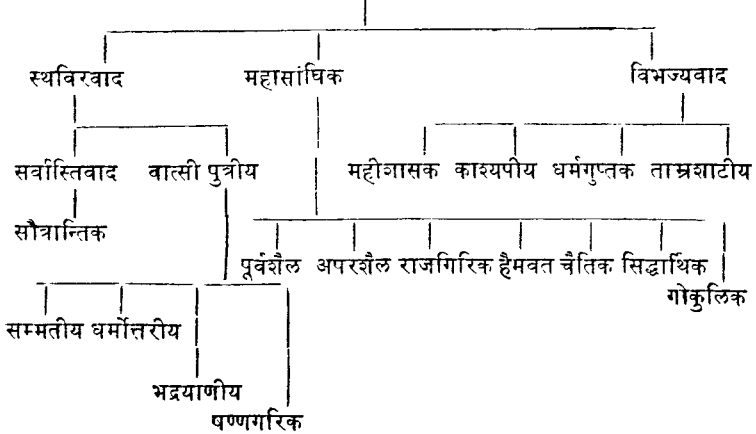 स्थविरवाद महासांघिक विभज्यवाद
सर्वास्तिवाद वात्सी पुत्रीय महीशासक काश्यपीय धर्मगुप्तक ताम्रशाटीय
सौत्रान्तिक
पूर्वशैल अपरशैल राजगिरिक हैमवत चैतिक सिद्धार्थिक
गोकुलिक
सम्मतीय धर्मोत्तरीय
भद्रयाणीय
षण्णगरिक